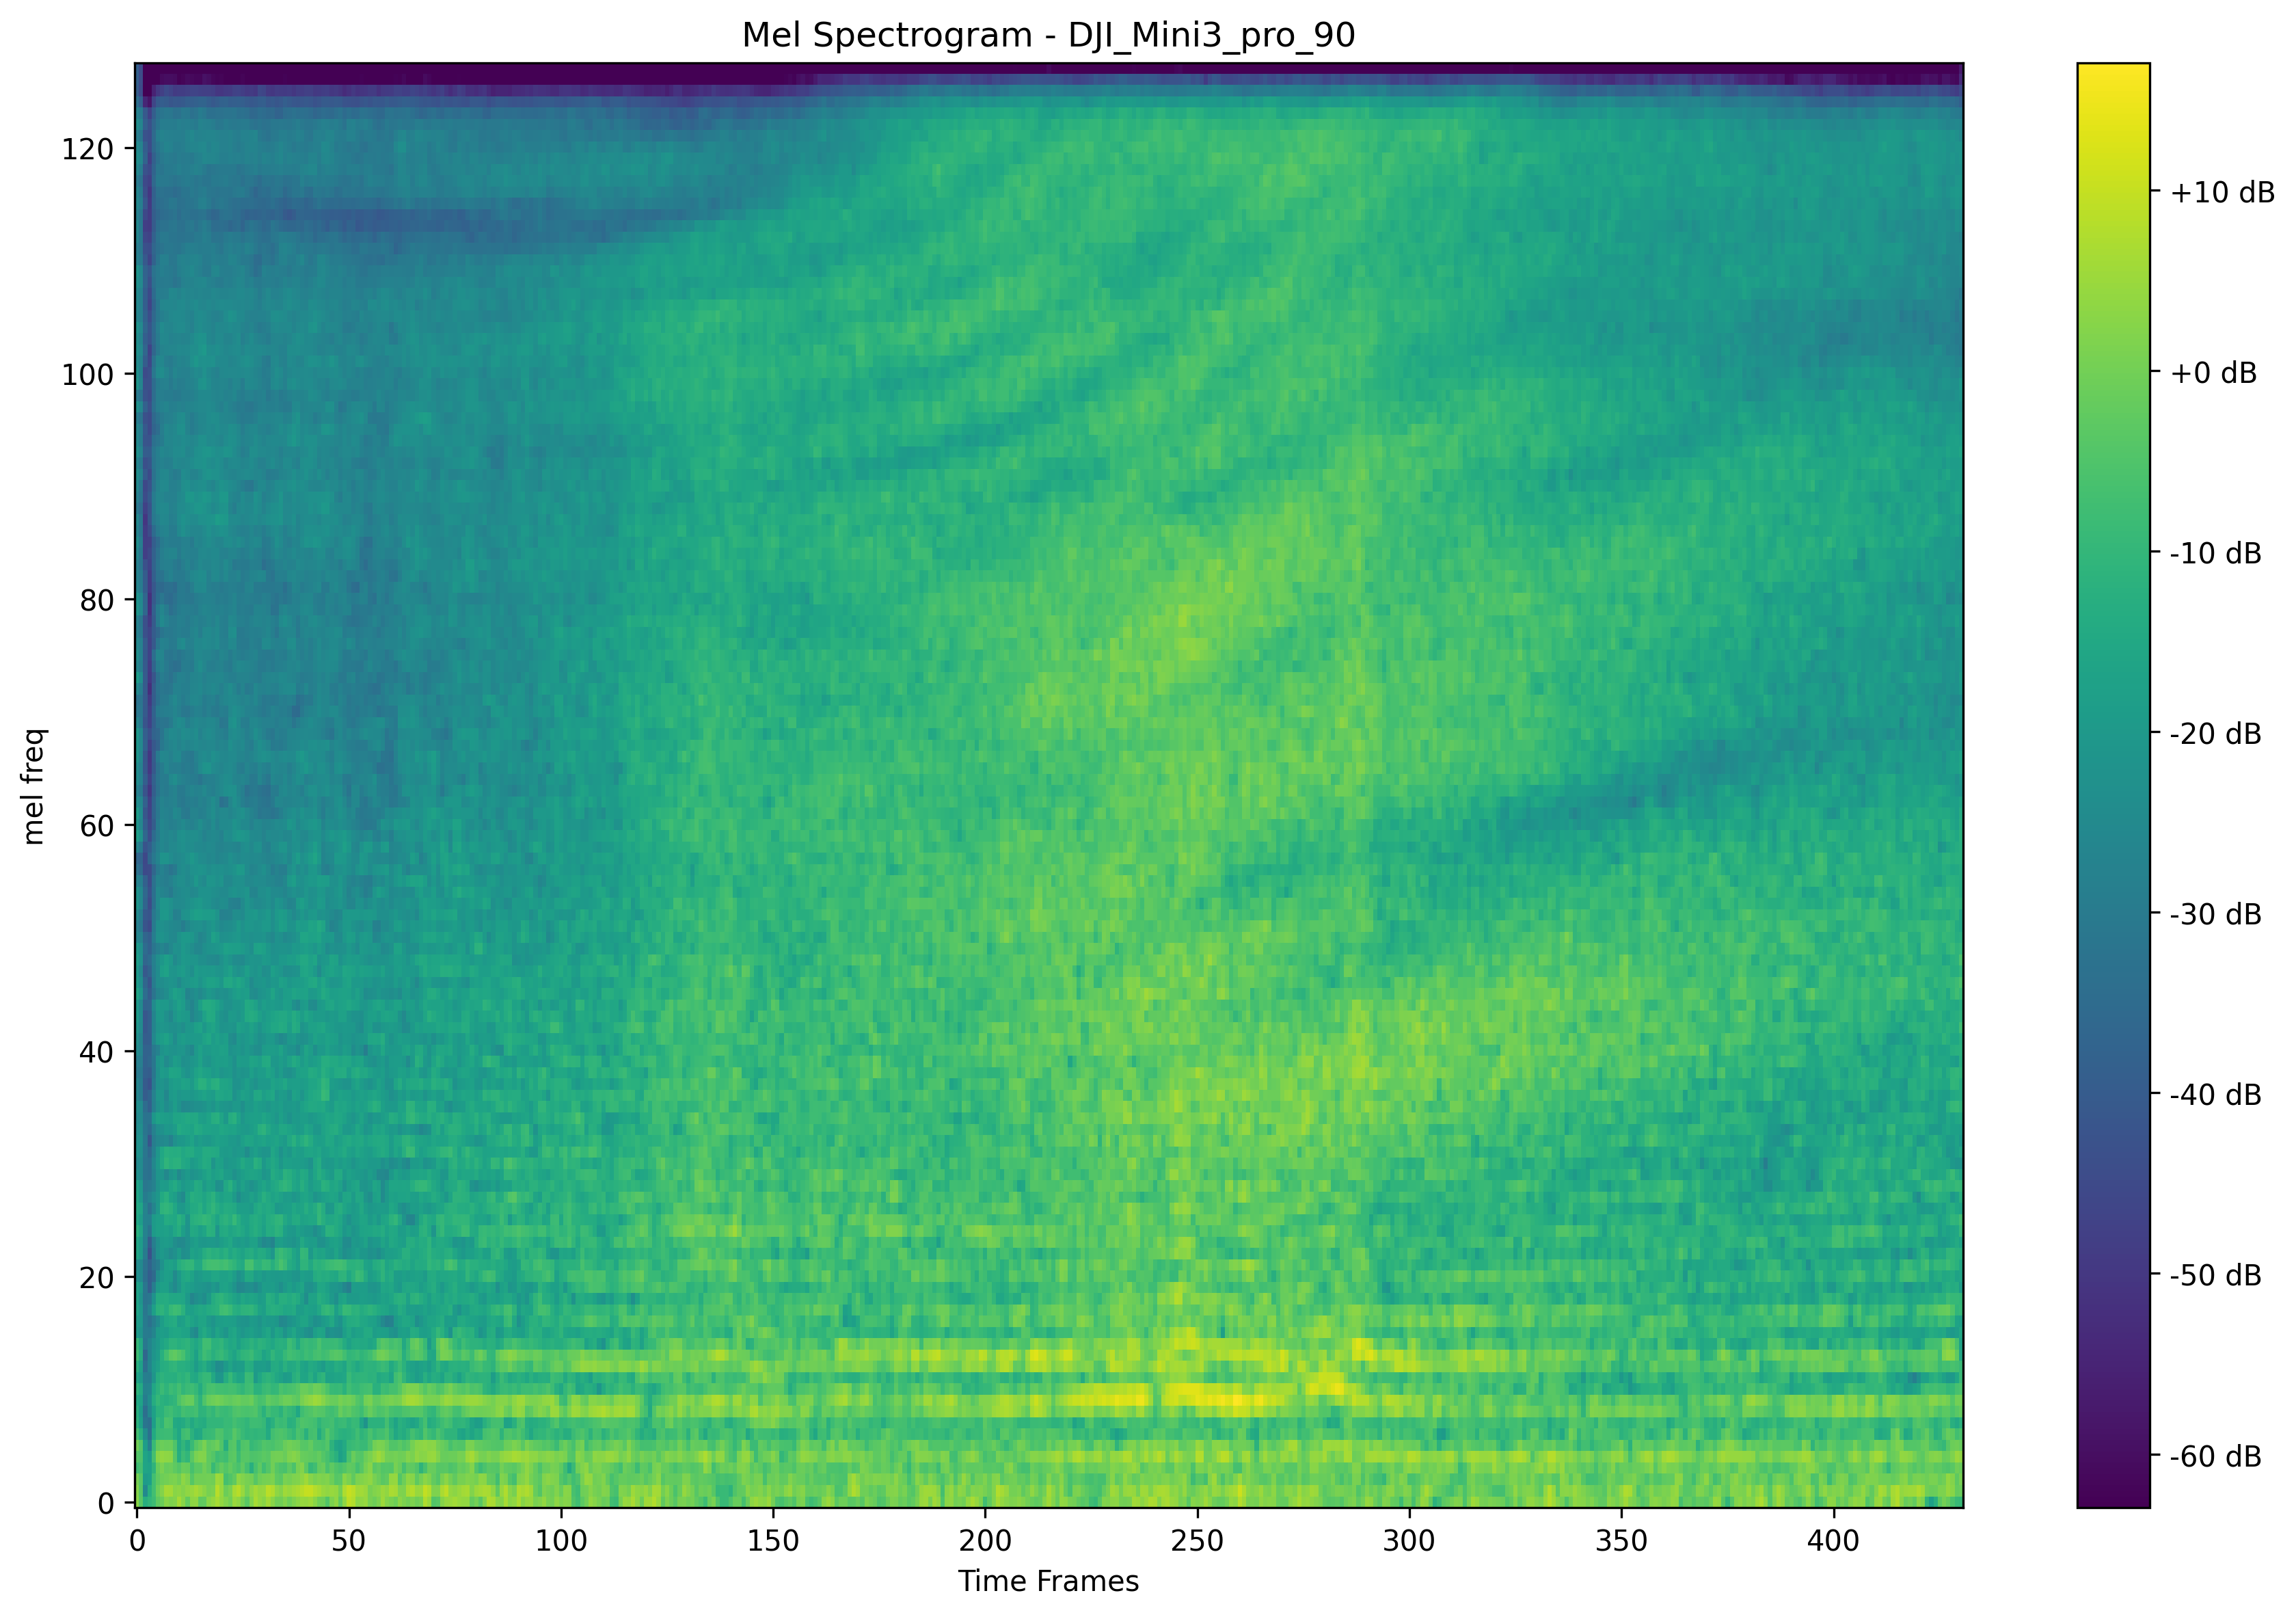 Mel Spectrogram - DJI_Mini3_pro_90
120
100
80
60
40
20
0
mel freq
0 50 100 150 200 250 300 350 400
Time Frames
+10 dB
+0 dB
-10 dB
-20 dB
-30 dB
-40 dB
-50 dB
-60 dB